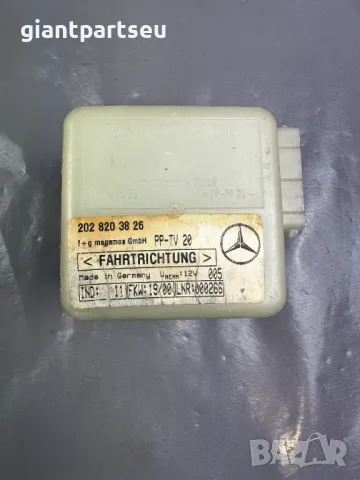 giantpartseu
202 820 38 26
f+g megamos GmbH PP-TV 20
< FAHRTRICHTUNG >
Made in Germany UNENN:12V 005
IND: 11 FKW:19/00 LNR:000266
bazar